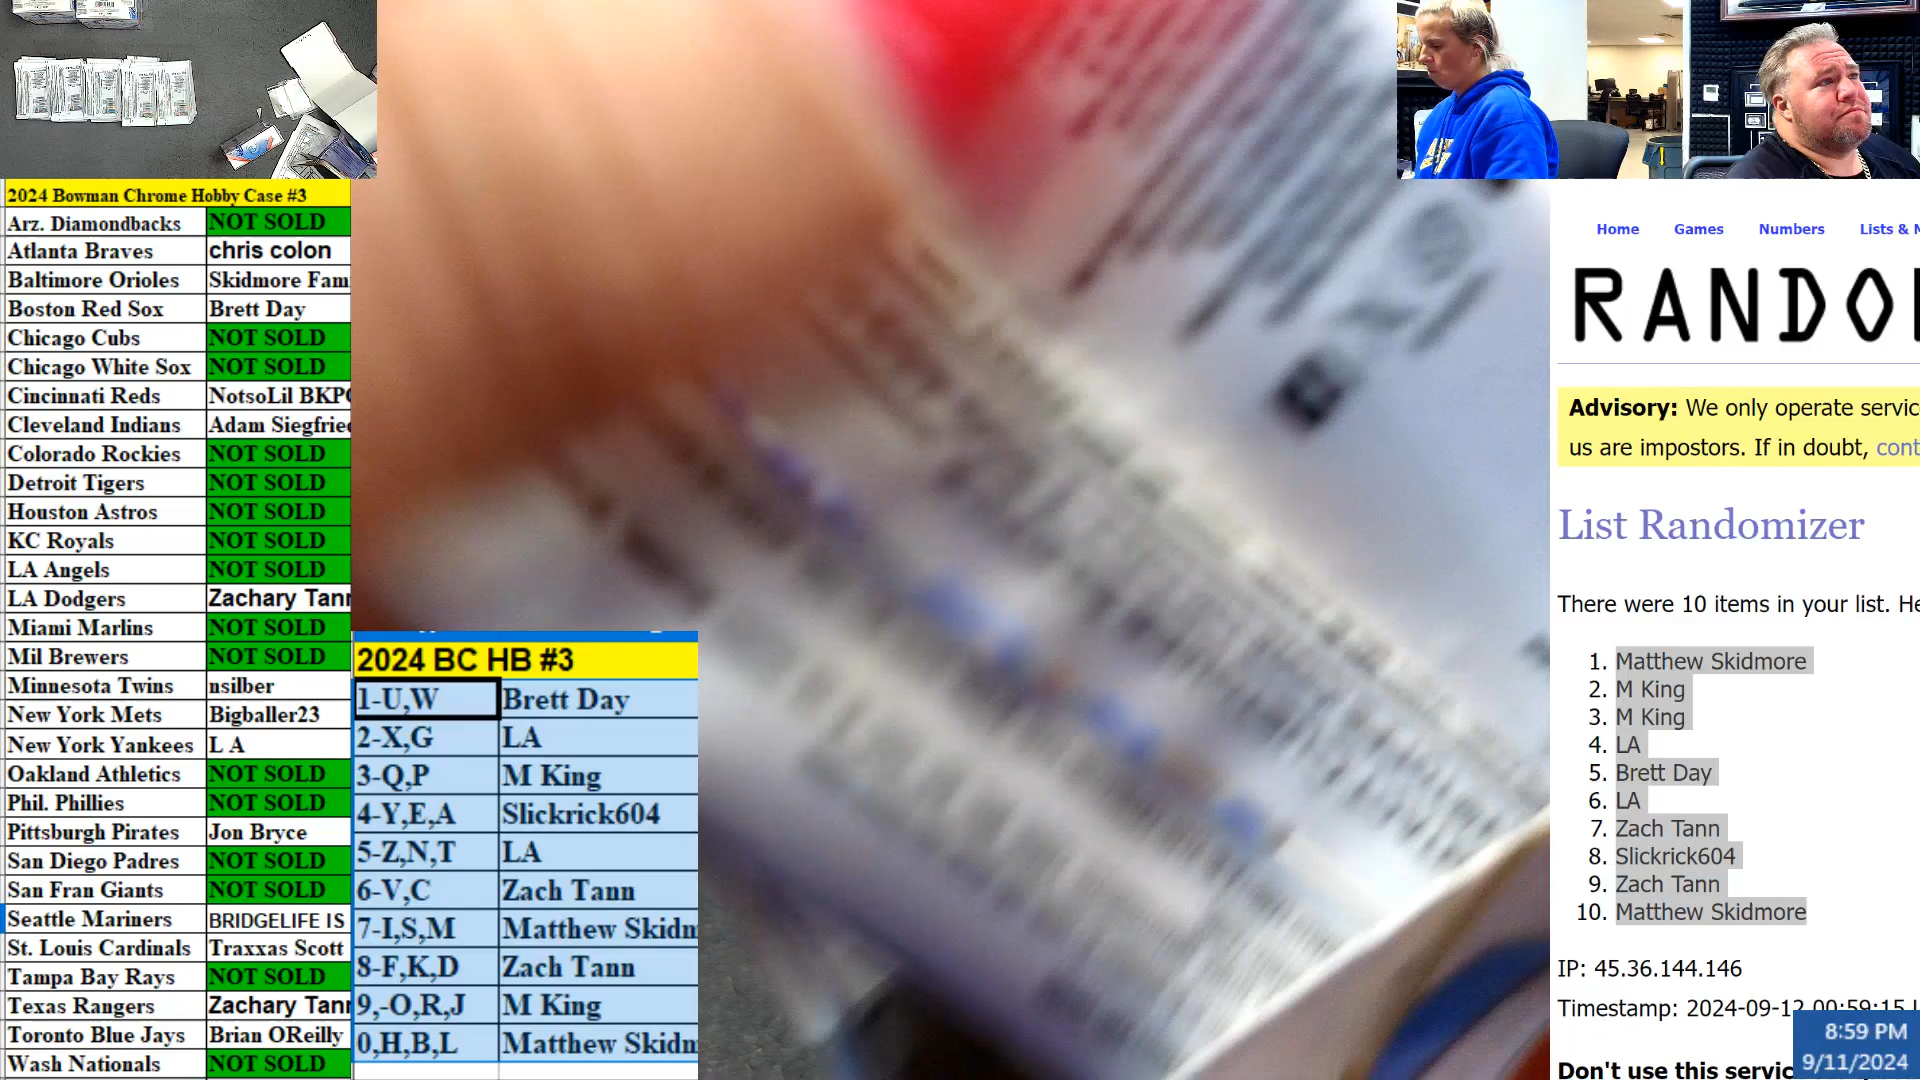 2024 Bowman Chrome Hobby Case #3
Arz. Diamondbacks NOT SOLD
Atlanta Braves chris colon
Baltimore Orioles Skidmore Fam
Boston Red Sox Brett Day
Chicago Cubs NOT SOLD
Chicago White Sox NOT SOLD
Cincinnati Reds NotsoLil BKP
Cleveland Indians Adam Siegfried
Colorado Rockies NOT SOLD
Detroit Tigers NOT SOLD
Houston Astros NOT SOLD
KC Royals NOT SOLD
LA Angels NOT SOLD
LA Dodgers Zachary Tann
Miami Marlins NOT SOLD
Mil Brewers NOT SOLD
Minnesota Twins nsilber
New York Mets Bigballer23
New York Yankees L A
Oakland Athletics NOT SOLD
Phil. Phillies NOT SOLD
Pittsburgh Pirates Jon Bryce
San Diego Padres NOT SOLD
San Fran Giants NOT SOLD
Seattle Mariners BRIDGELIFE IS
St. Louis Cardinals Traxxas Scott
Tampa Bay Rays NOT SOLD
Texas Rangers Zachary Tann
Toronto Blue Jays Brian OReilly
Wash Nationals NOT SOLD
2024 BC HB #3
1-U,W Brett Day
2-X,G LA
3-Q,P M King
4-Y,E,A Slickrick604
5-Z,N,T LA
6-V,C Zach Tann
7-I,S,M Matthew Skidm
8-F,K,D Zach Tann
9,-O,R,J M King
0,H,B,L Matthew Skidm
Home Games Numbers Lists &
RANDO
Advisory: We only operate servic
us are impostors. If in doubt, cont
List Randomizer
There were 10 items in your list. He
1. Matthew Skidmore
2. M King
3. M King
4. LA
5. Brett Day
6. LA
7. Zach Tann
8. Slickrick604
9. Zach Tann
10. Matthew Skidmore
IP: 45.36.144.146
Timestamp: 2024-09-12 00:59:15
Don't use this servic
8:59 PM
9/11/2024